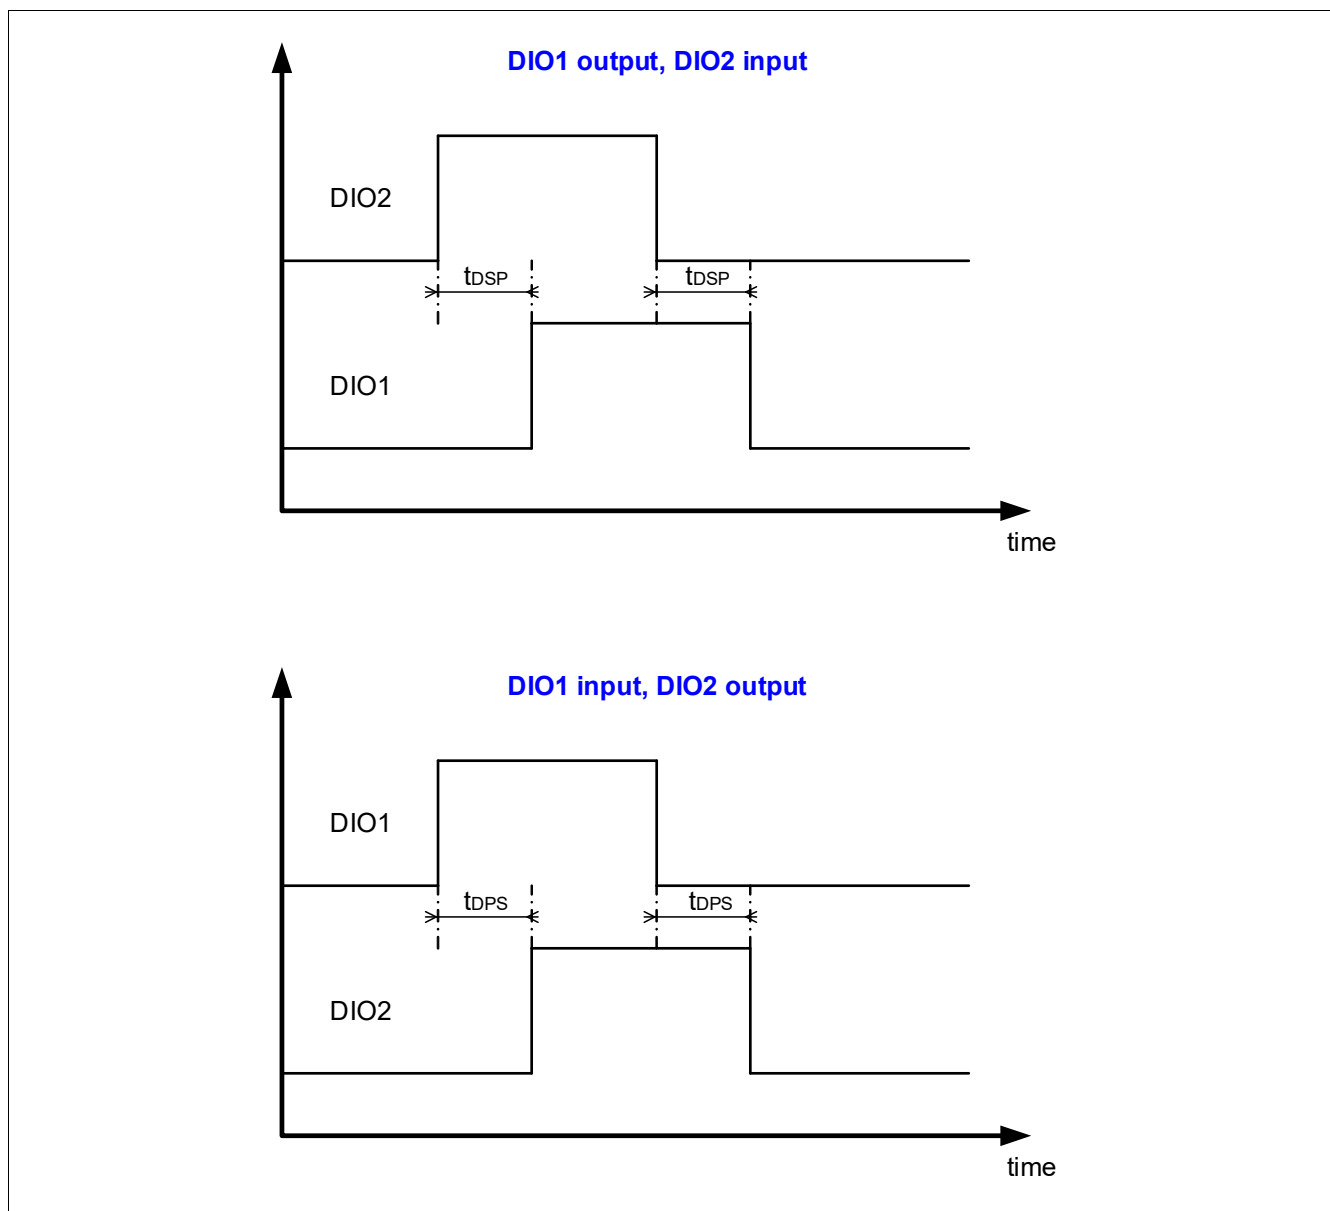 DIO1 output, DIO2 input
DIO2
tDSP tDSP
DIO1
time
DIO1 input, DIO2 output
DIO1
tDPS tDPS
DIO2
time